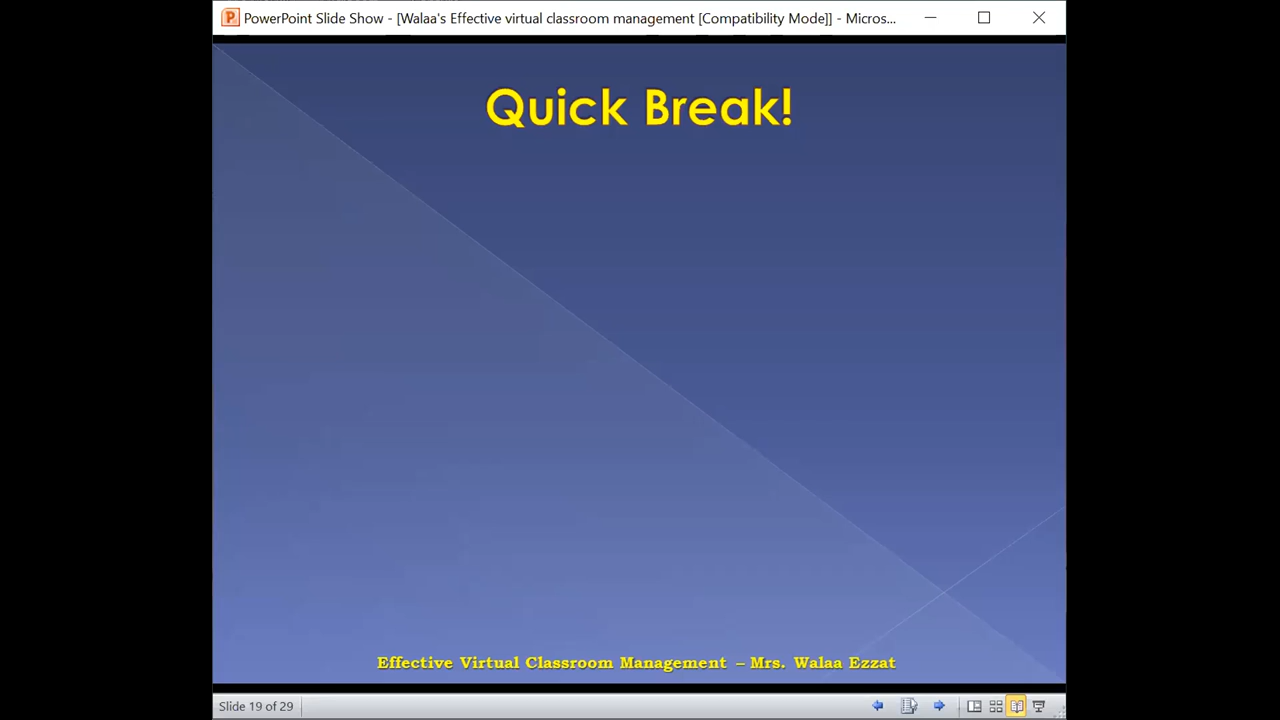 PowerPoint Slide Show - [Walaa's Effective virtual classroom management [Compatibility Mode]] - Micros...
Quick Break!
Effective Virtual Classroom Management – Mrs. Walaa Ezzat
Slide 19 of 29